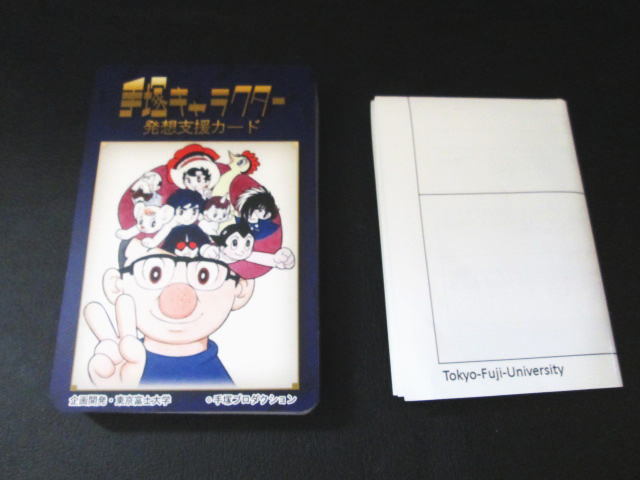 手塚キャラクター
発想支援カード
企画開発・東京富士大学
©手塚プロダクション
Tokyo-Fuji-University